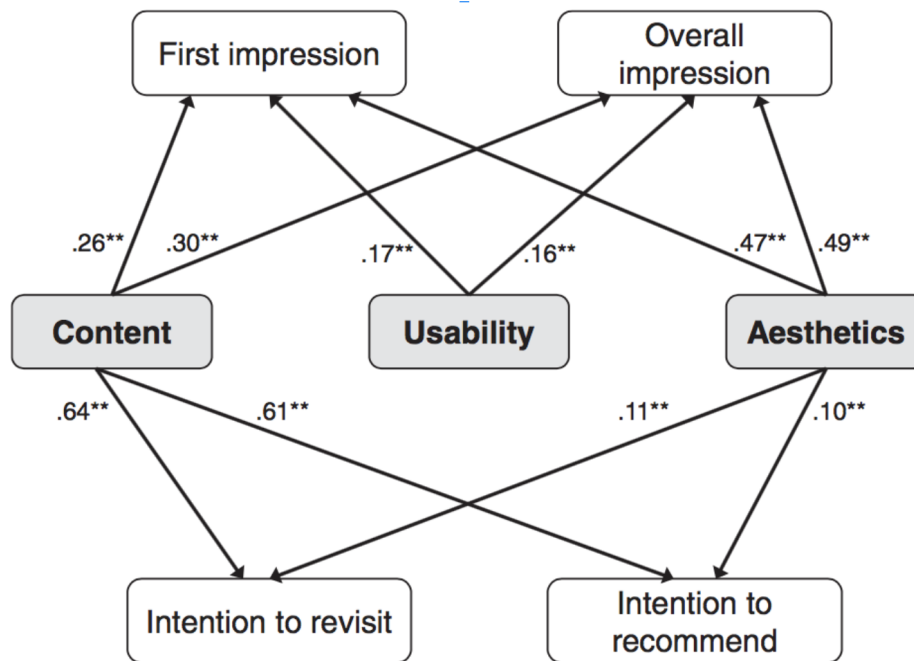 First impression
Overall
impression
.26**
.30**
.17**
.16**
.47**
.49**
Content
Usability
Aesthetics
.64**
.61**
.11**
.10**
Intention to revisit
Intention to
recommend